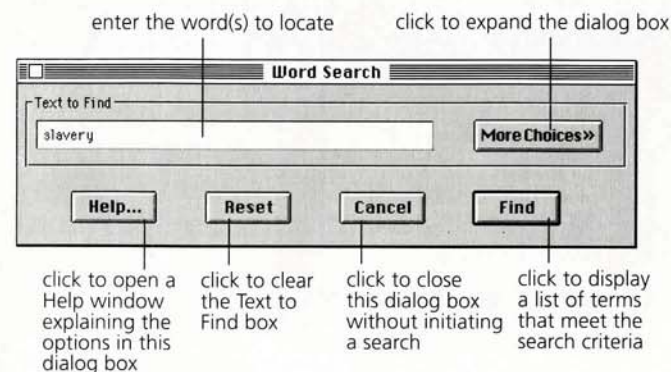 enter the word(s) to locate
click to expand the dialog box
Word Search
Text to Find
slavery
More Choices»
Help...
Reset
Cancel
Find
click to open a
Help window
explaining the
options in this
dialog box
click to clear
the Text to
Find box
click to close
this dialog box
without initiating
a search
click to display
a list of terms
that meet the
search criteria